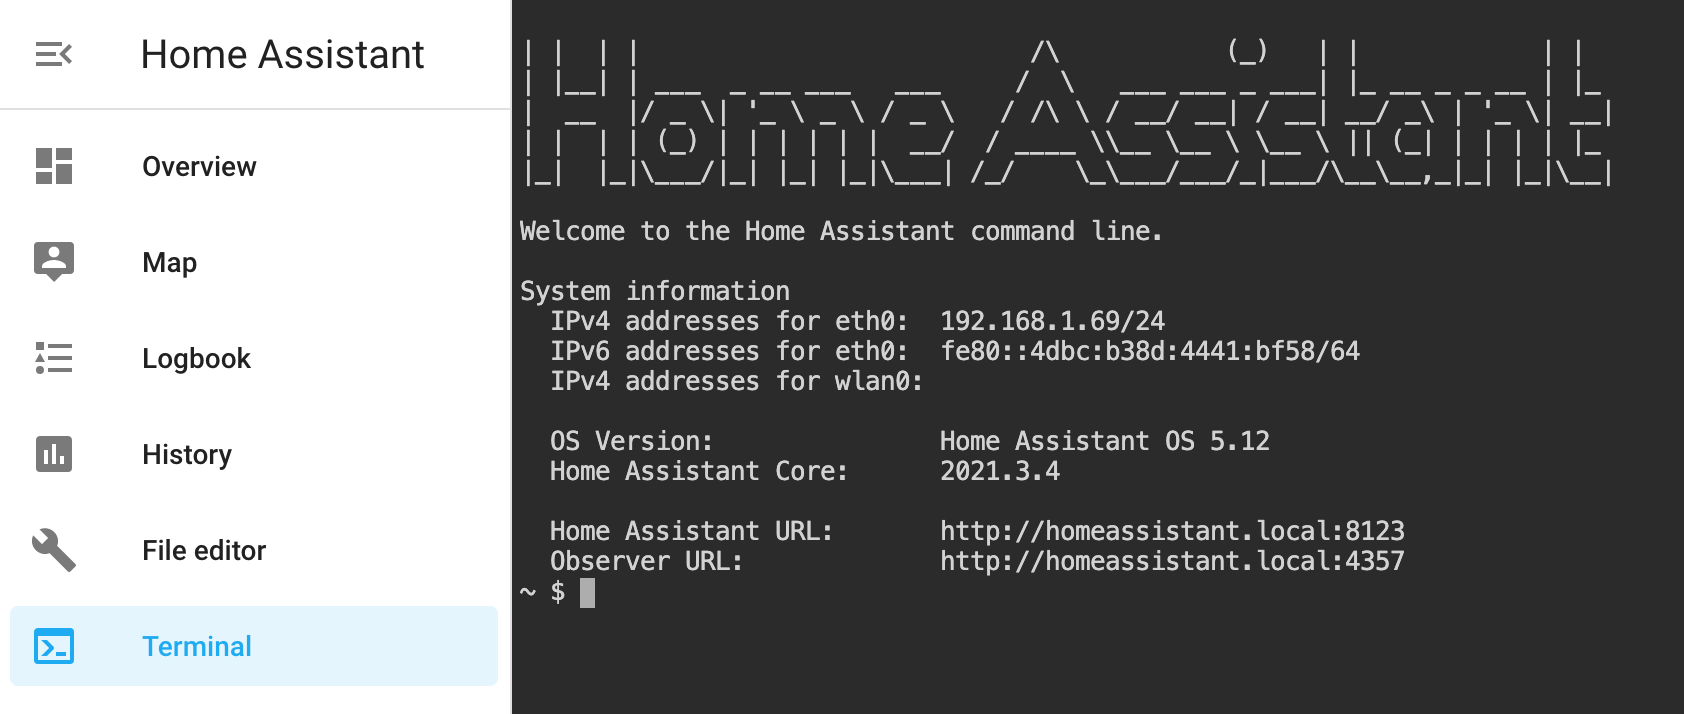 Home Assistant
Overview
Map
Logbook
History
File editor
Terminal
Home Assistant
Welcome to the Home Assistant command line.
System information
IPv4 addresses for eth0: 192.168.1.69/24
IPv6 addresses for eth0: fe80::4dbc:b38d:4441:bf58/64
IPv4 addresses for wlan0:
OS Version: Home Assistant OS 5.12
Home Assistant Core: 2021.3.4
Home Assistant URL: http://homeassistant.local:8123
Observer URL: http://homeassistant.local:4357
~ $